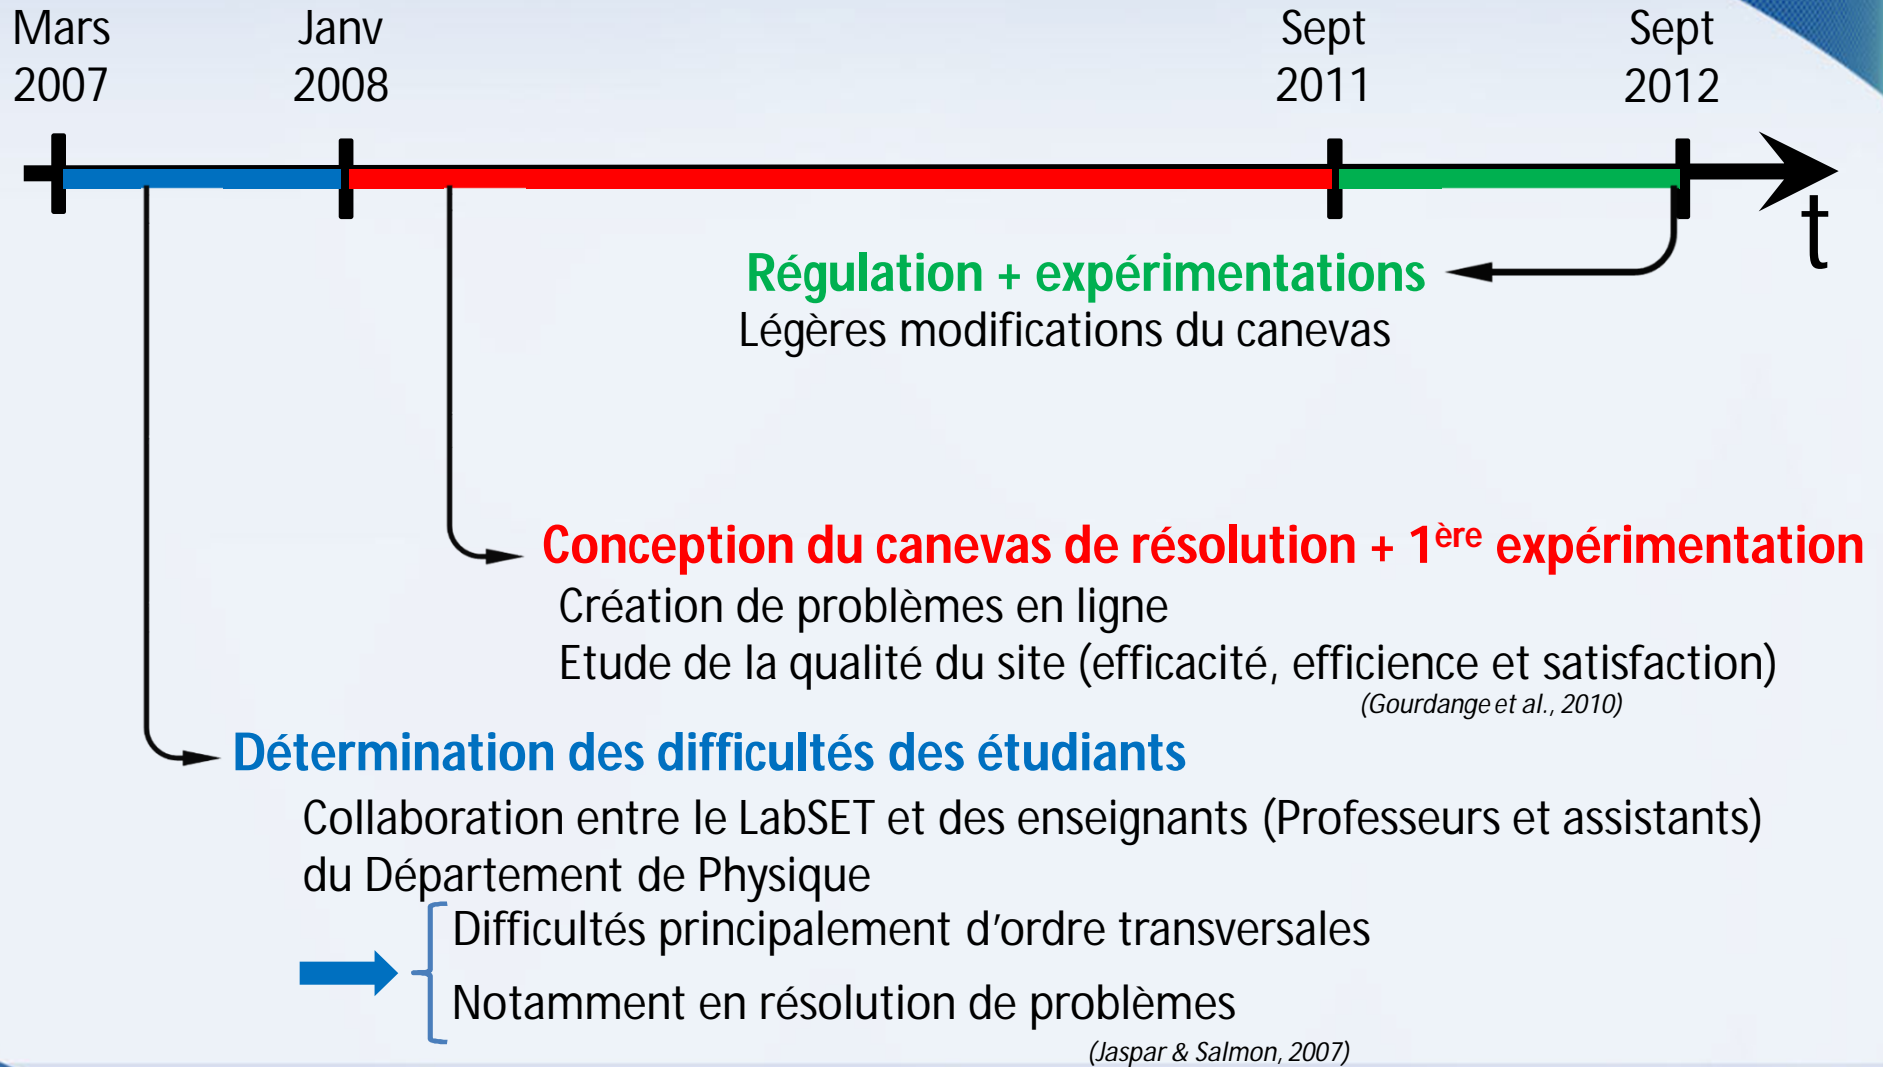 Mars
2007
Janv
2008
Sept
2011
Sept
2012
t
Régulation + expérimentations
Légères modifications du canevas
Conception du canevas de résolution + 1ère expérimentation
Création de problèmes en ligne
Etude de la qualité du site (efficacité, efficience et satisfaction)
(Gourdange et al., 2010)
Détermination des difficultés des étudiants
Collaboration entre le LabSET et des enseignants (Professeurs et assistants)
du Département de Physique
Difficultés principalement d’ordre transversales
Notamment en résolution de problèmes
(Jaspar & Salmon, 2007)